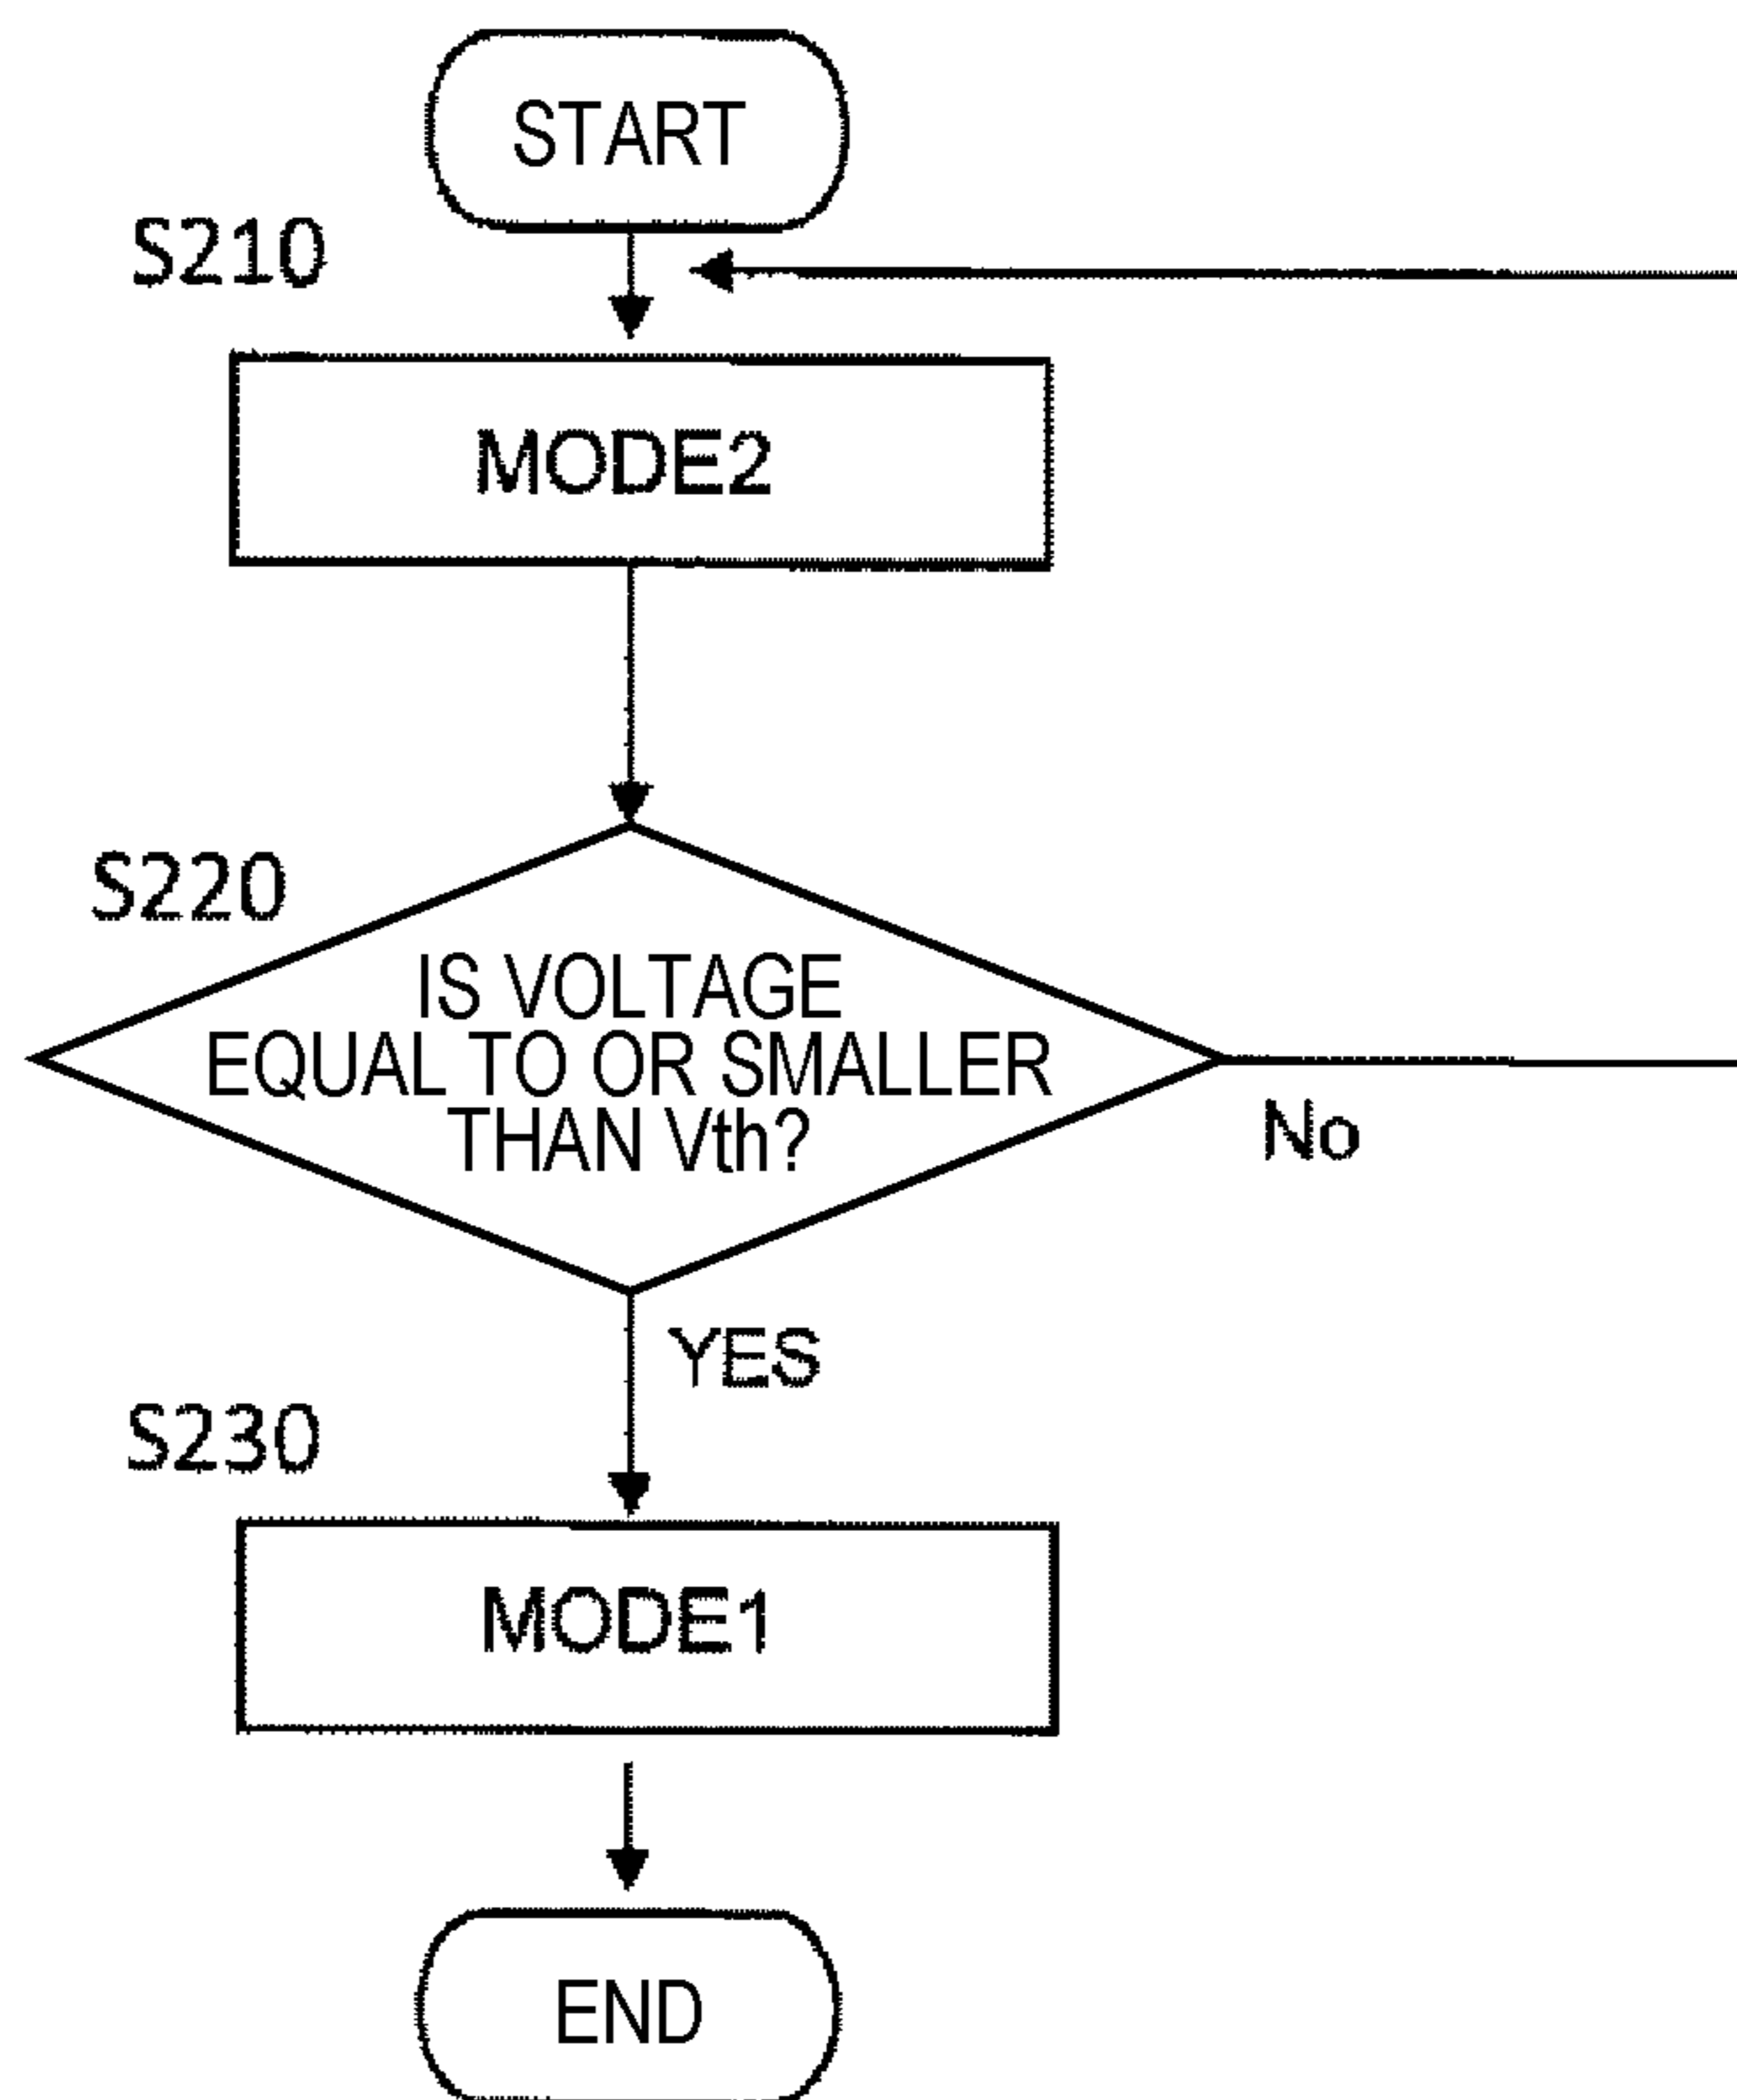 START
S210
MODE2
S220
IS VOLTAGE
EQUAL TO OR SMALLER
THAN Vth?
No
YES
S230
MODE1
END